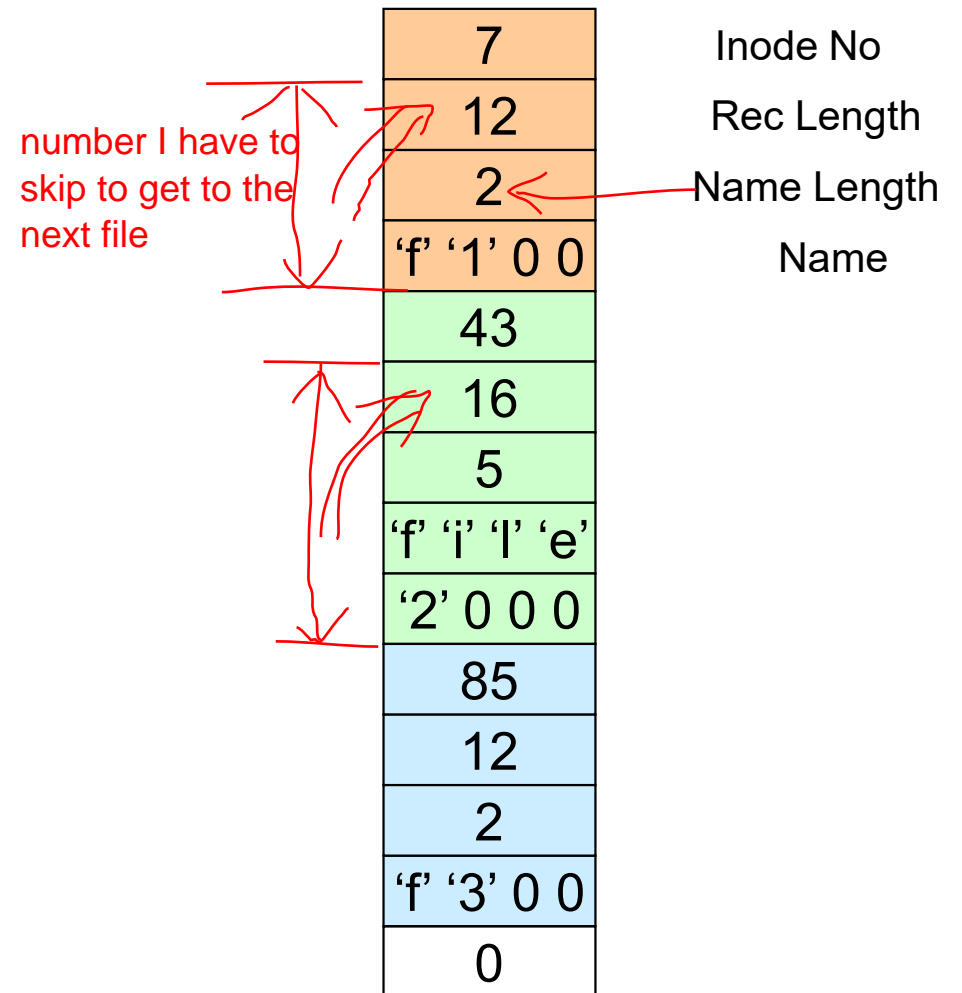 7 Inode No
12 Rec Length
number I have to
skip to get to the
next file
2 Name Length
‘f’ ‘1’ 0 0 Name
43
16
5
‘f’ ‘i’ ‘l’ ‘e’
‘2’ 0 0 0
85
12
2
‘f’ ‘3’ 0 0
0